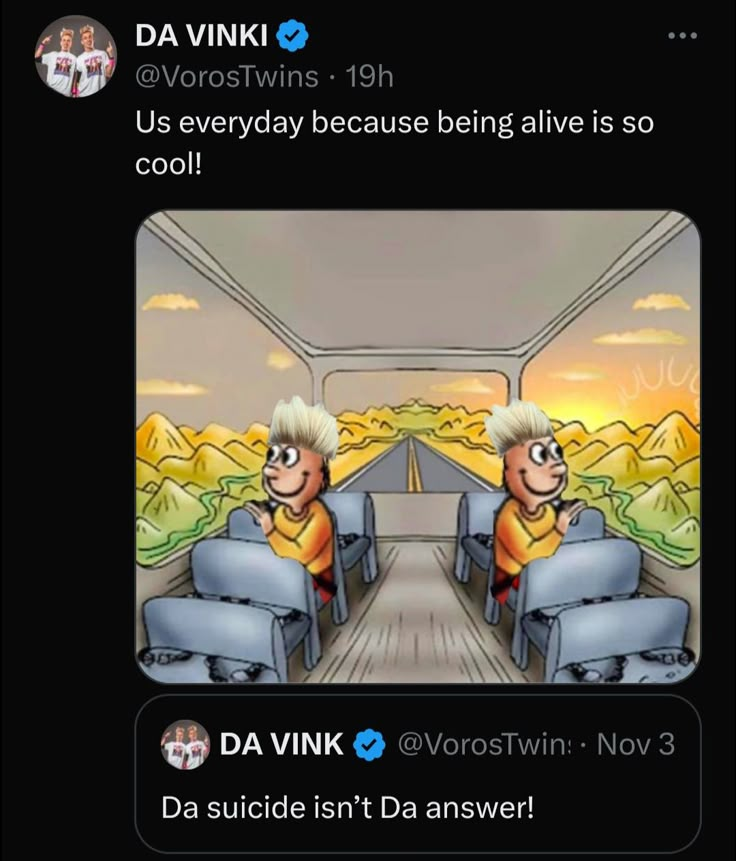 DA VINKI
@VorosTwins · 19h
Us everyday because being alive is so
cool!
DA VINK @VorosTwin: · Nov 3
Da suicide isn’t Da answer!